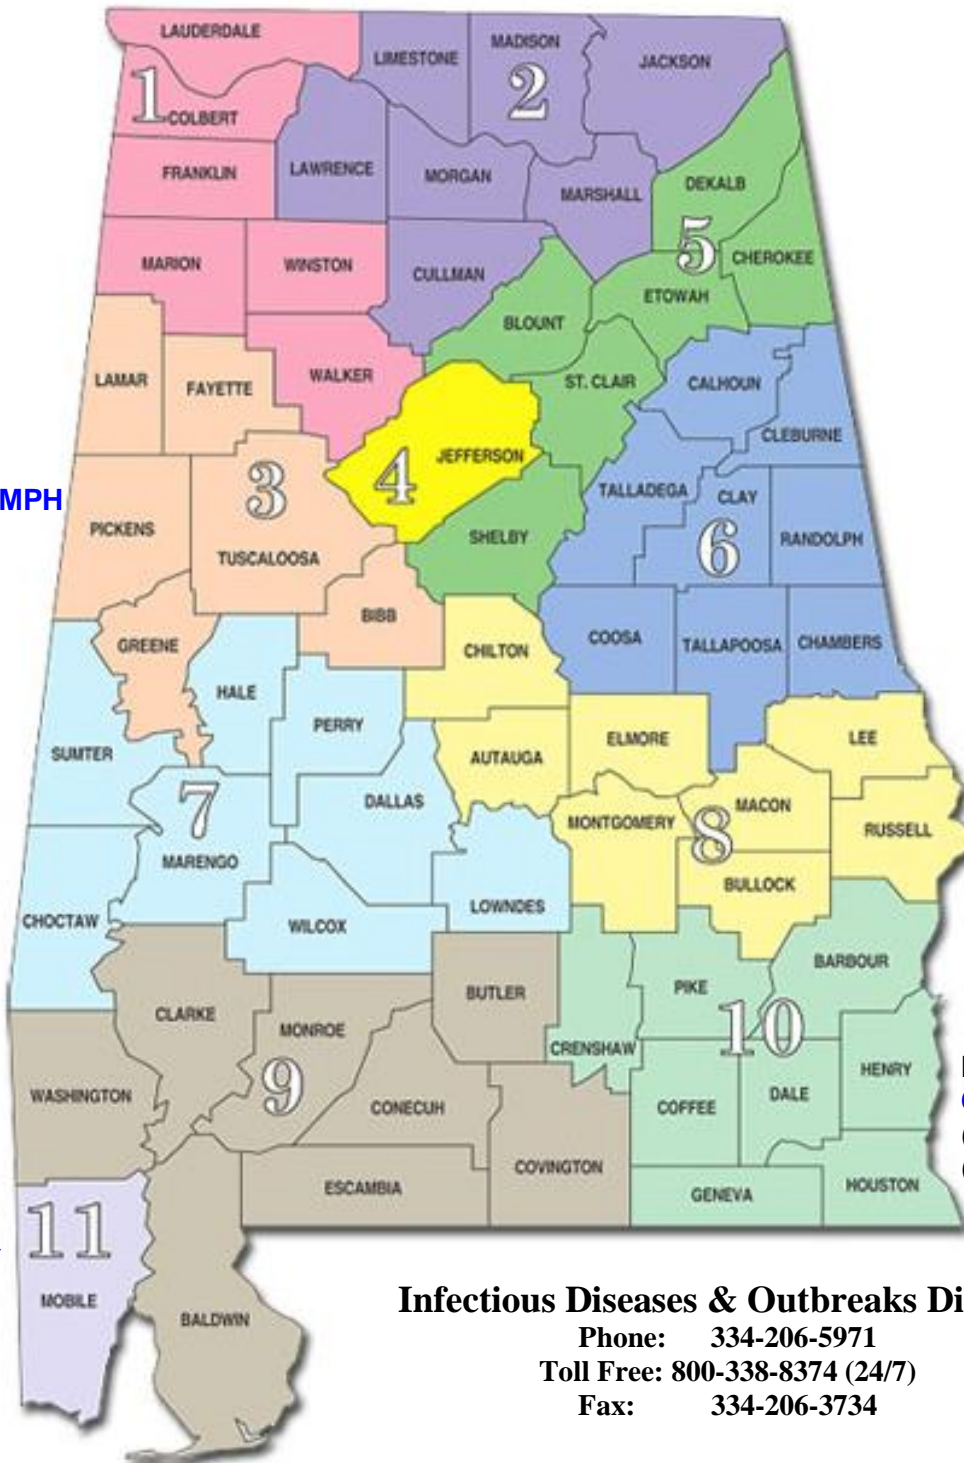 LAUDERDALE
LIMESTONE
MADISON
JACKSON
1
2
COLBERT
FRANKLIN
LAWRENCE
MORGAN
MARSHALL
DEKALB
5
CHEROKEE
MARION
WINSTON
CULLMAN
ETOWAH
BLOUNT
LAMAR
FAYETTE
WALKER
ST. CLAIR
CALHOUN
CLEBURNE
4
JEFFERSON
MPH
3
TALLADEGA
CLAY
PICKENS
TUSCALOOSA
SHELBY
6
RANDOLPH
BIBB
GREENE
CHILTON
COOSA
TALLAPOOSA
CHAMBERS
HALE
PERRY
SUMTER
AUTAUGA
ELMORE
LEE
7
DALLAS
MONTGOMERY
8
MACON
RUSSELL
MARENGO
BULLOCK
CHOCTAW
WILCOX
LOWNDES
BARBOUR
CLARKE
MONROE
BUTLER
PIKE
10
CRENSHAW
WASHINGTON
9
CONECUH
COFFEE
DALE
HENRY
ESCAMBIA
COVINGTON
GENEVA
HOUSTON
11
MOBILE
BALDWIN
Infectious Diseases & Outbreaks Di
Phone: 334-206-5971
Toll Free: 800-338-8374 (24/7)
Fax: 334-206-3734